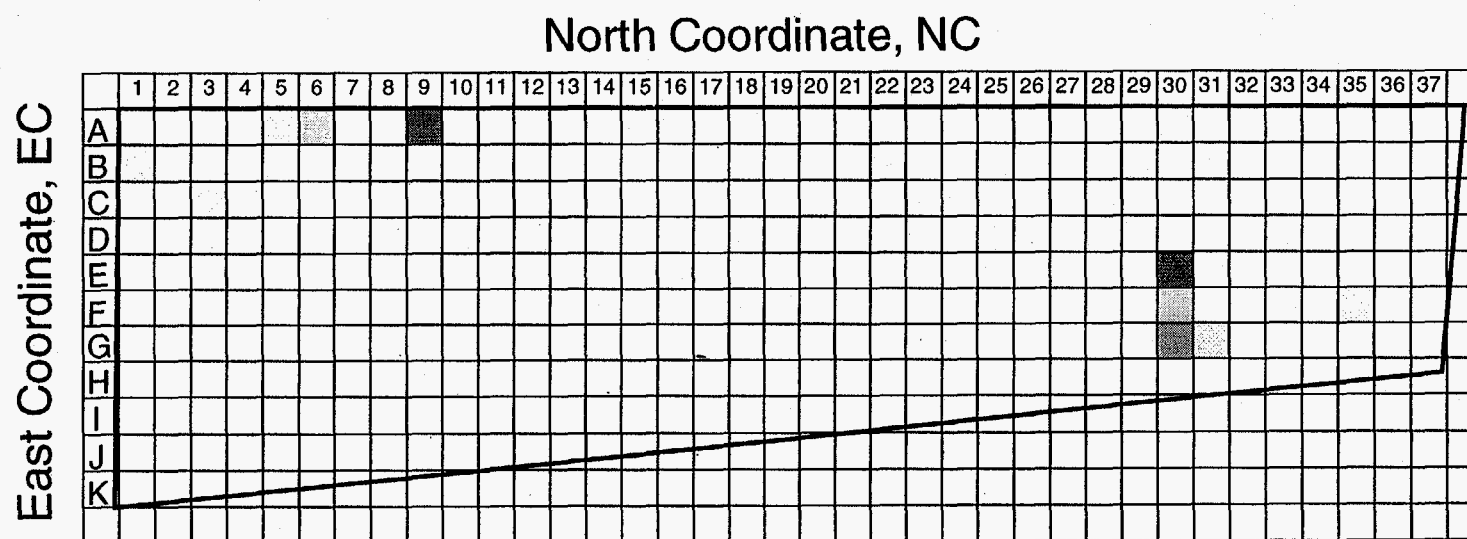 North Coordinate, NC
East Coordinate, EC
1 2 3 4 5 6 7 8 9 10 11 12 13 14 15 16 17 18 19 20 21 22 23 24 25 26 27 28 29 30 31 32 33 34 35 36 37
A
B
C
D
E
F
G
H
I
J
K